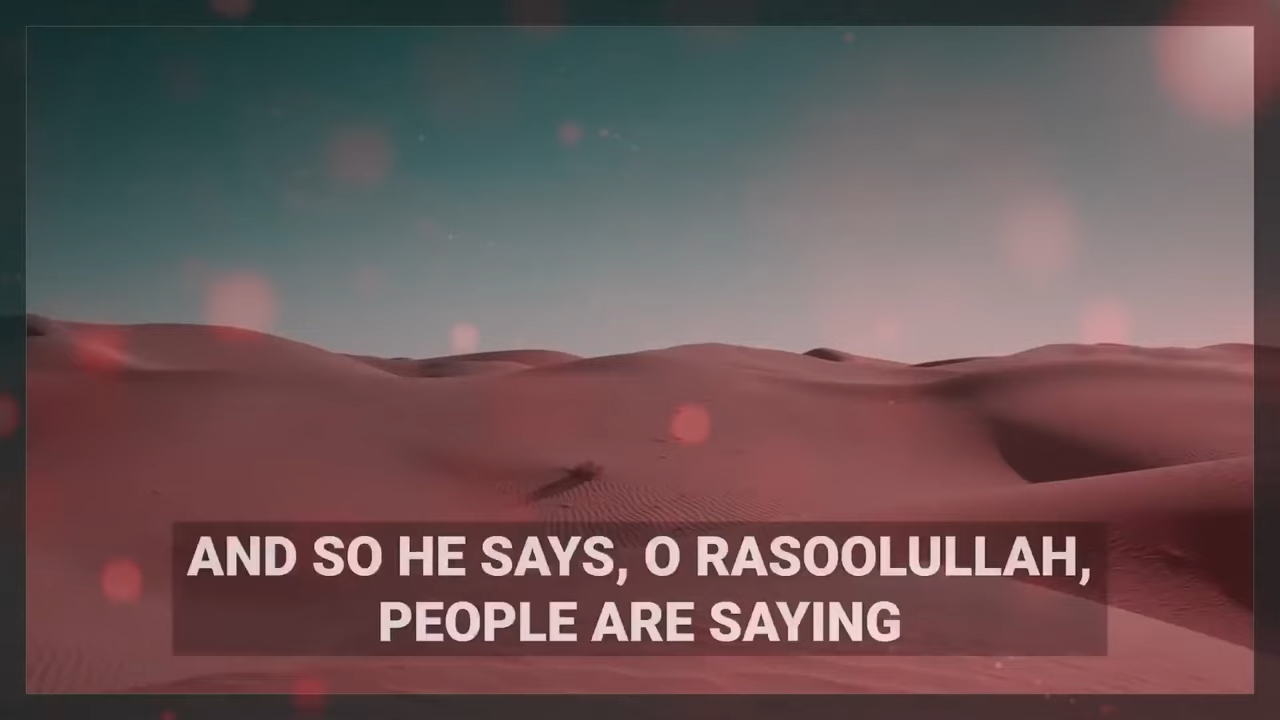 AND SO HE SAYS, O RASOOLULLAH,
PEOPLE ARE SAYING